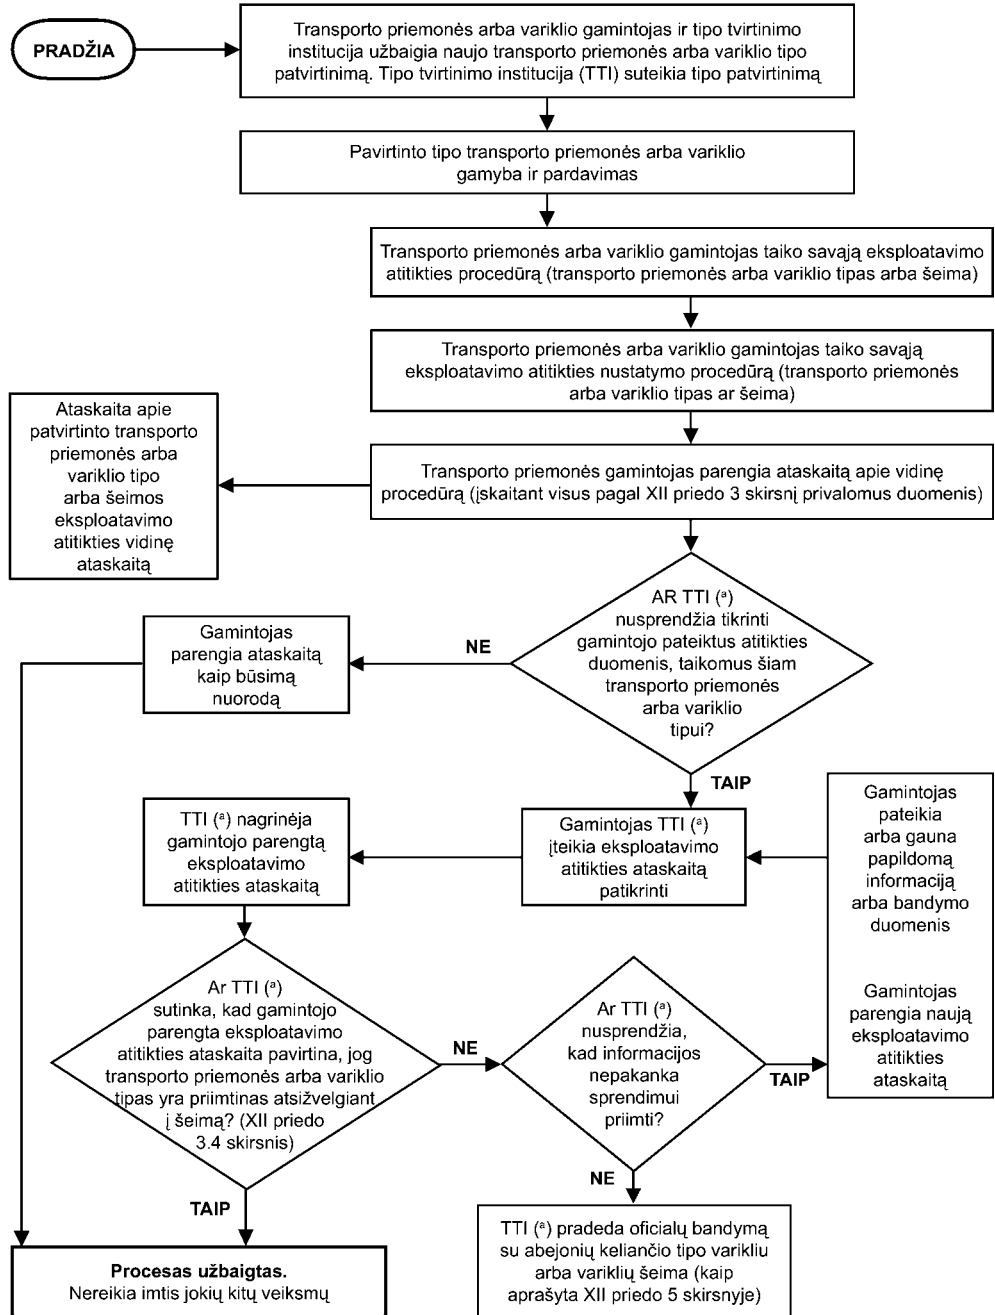 PRADŽIA
Transporto priemonės arba variklio gamintojas ir tipo tvirtinimo
institucija užbaigia naujo transporto priemonės arba variklio tipo
patvirtinimą. Tipo tvirtinimo institucija (TTI) suteikia tipo patvirtinimą
Pavirtinto tipo transporto priemonės arba variklio
gamyba ir pardavimas
Transporto priemonės arba variklio gamintojas taiko savąją eksploatavimo
atitikties procedūrą (transporto priemonės arba variklio tipas arba šeima)
Transporto priemonės arba variklio gamintojas taiko savąją
eksploatavimo atitikties nustatymo procedūrą (transporto priemonės
arba variklio tipas ar šeima)
Ataskaita apie
patvirtinto transporto
priemonės arba
variklio tipo
arba šeimos
eksploatavimo
atitikties vidinę
ataskaitą
Transporto priemonės gamintojas parengia ataskaitą apie vidinę
procedūrą (įskaitant visus pagal XII priedo 3 skirsnį privalomus duomenis)
AR TTI (ª)
nusprendžia tikrinti
gamintojo pateiktus atitikties
duomenis, taikomus šiam
transporto priemonės
arba variklio
tipui?
NE
Gamintojas
parengia ataskaitą
kaip būsimą
nuorodą
TAIP
Gamintojas TTI (ª)
įteikia eksploatavimo
atitikties ataskaitą
patikrinti
Gamintojas
pateikia
arba gauna
papildomą
informaciją
arba bandymo
duomenis
Gamintojas
parengia naują
eksploatavimo
atitikties
ataskaitą
TTI (ª) nagrinėja
gamintojo parengtą
eksploatavimo
atitikties ataskaitą
Ar TTI (ª)
sutinka, kad gamintojo
parengta eksploatavimo
atitikties ataskaita pavirtina, jog
transporto priemonės arba variklio
tipas yra priimtinas atsižvelgiant
į šeimą? (XII priedo
3.4 skirsnis)
NE
Ar TTI (ª)
nusprendžia,
kad informacijos
nepakanka
sprendimui
priimti?
TAIP
NE
TAIP
Procesas užbaigtas.
Nereikia imtis jokių kitų veiksmų
TTI (ª) pradeda oficialų bandymą
su abejonių keliančio tipo varikliu
arba variklių šeima (kaip
aprašyta XII priedo 5 skirsnyje)